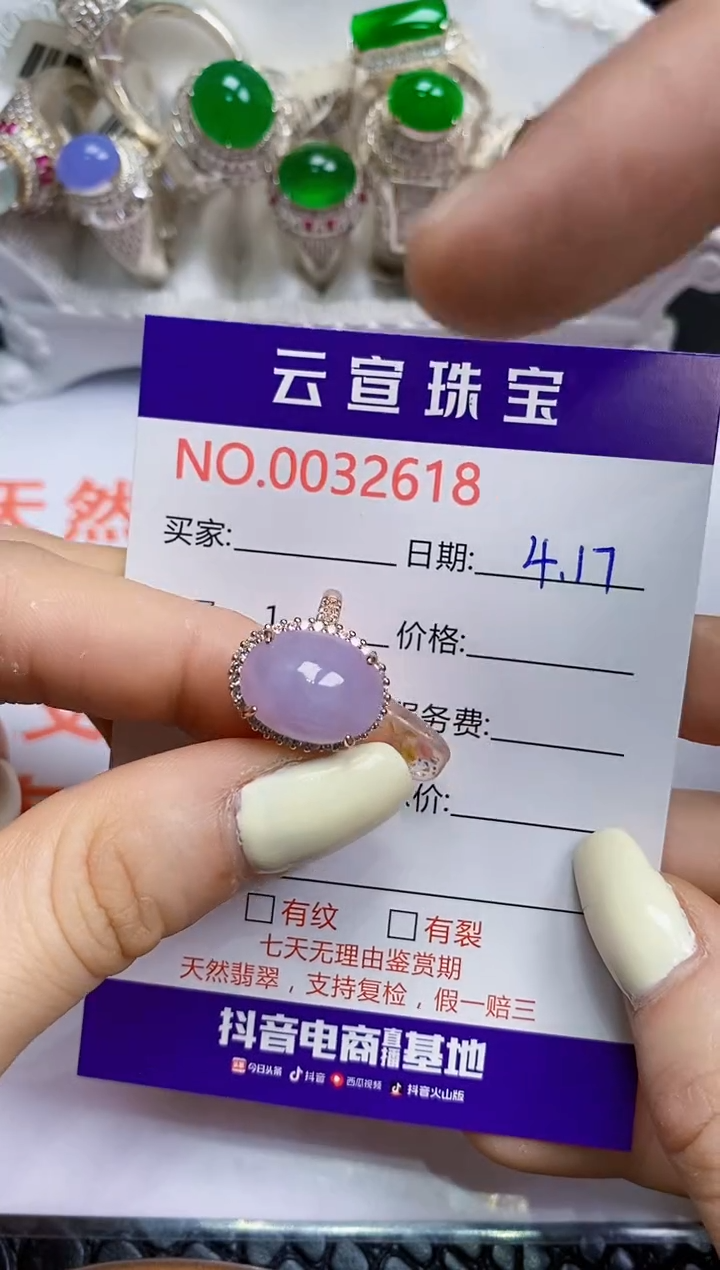 云宣珠宝
NO.0032618
买家: 日期: 4.17
1 价格:
务费:
价:
天然
有纹 有裂
七天无理由鉴赏期
天然翡翠，支持复检，假一赔三
抖音电商直播基地
今日头条 抖音 西瓜视频 抖音火山版